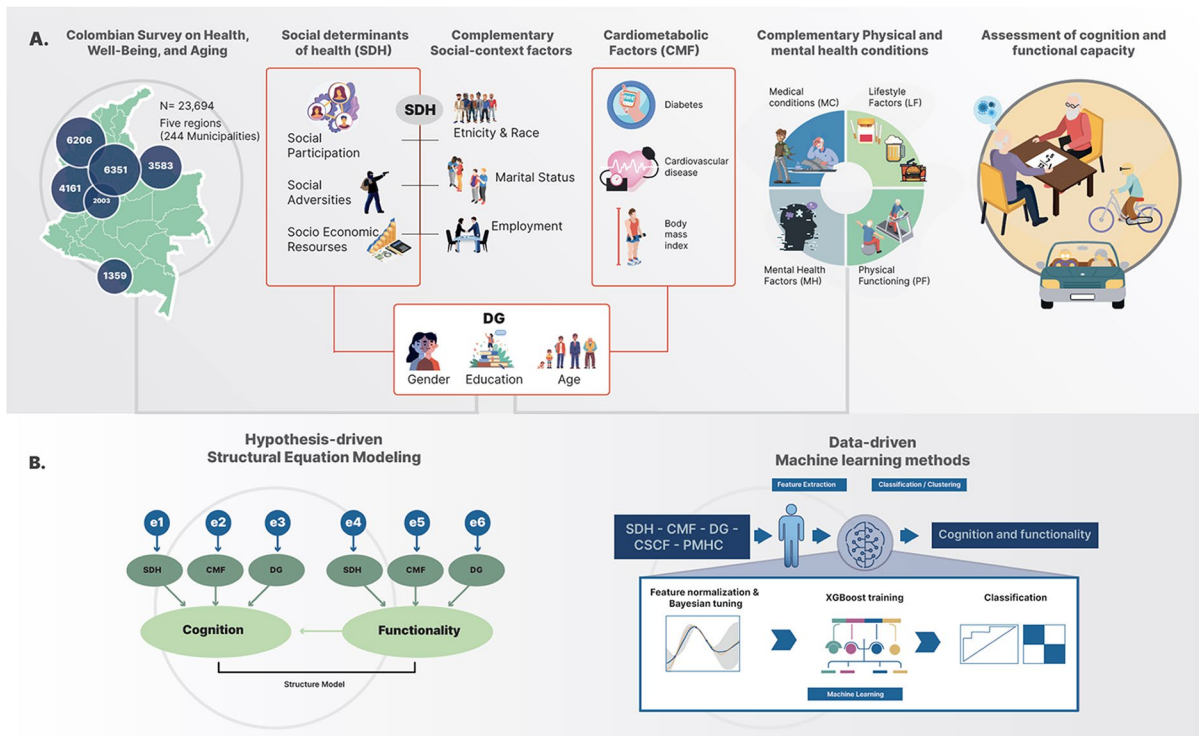 A.
Colombian Survey on Health,
Well-Being, and Aging
N= 23,694
Five regions
(244 Municipalities)
6206
6351
3583
4161
2003
1359
Social determinants
of health (SDH)
Social
Participation
Social
Adversities
Socio Economic
Resourses
SDH
Complementary
Social-context factors
Etnicity & Race
Marital Status
Employment
Cardiometabolic
Factors (CMF)
Diabetes
Cardiovascular
disease
Body
mass
index
Complementary Physical and
mental health conditions
Medical
conditions (MC)
Lifestyle
Factors (LF)
Mental Health
Factors (MH)
Physical
Functioning (PF)
Assessment of cognition and
functional capacity
DG
Gender
Education
Age
B.
Hypothesis-driven
Structural Equation Modeling
e1
e2
e3
e4
e5
e6
SDH
CMF
DG
SDH
CMF
DG
Cognition
Functionality
Structure Model
Data-driven
Machine learning methods
Feature Extraction
Classification / Clustering
SDH - CMF - DG -
CSCF - PMHC
Cognition and functionality
Feature normalization &
Bayesian tuning
XGBoost training
Classification
Machine Learning